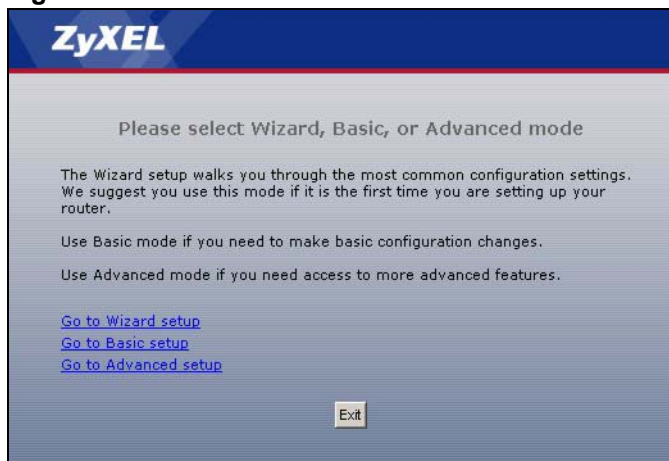 ZyXEL
Please select Wizard, Basic, or Advanced mode
The Wizard setup walks you through the most common configuration settings.
We suggest you use this mode if it is the first time you are setting up your
router.
Use Basic mode if you need to make basic configuration changes.
Use Advanced mode if you need access to more advanced features.
Go to Wizard setup
Go to Basic setup
Go to Advanced setup
Exit